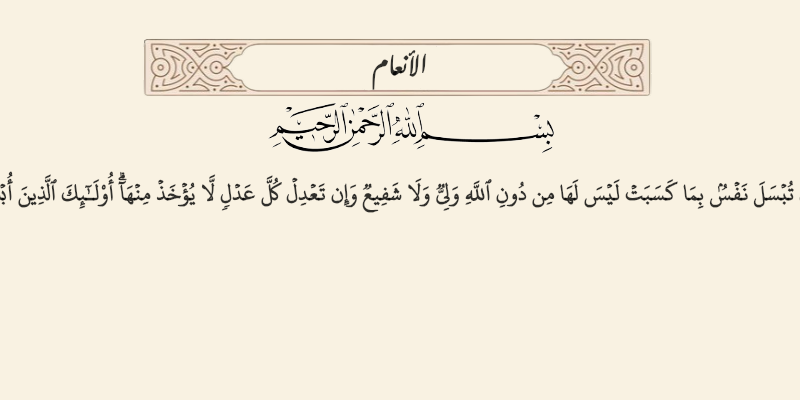 الأنعام
بِسْمِ ٱللَّهِ ٱلرَّحْمَٰنِ ٱلرَّحِيمِ
تُبْسَلَ نَفْسٌۢ بِمَا كَسَبَتْ لَيْسَ لَهَا مِن دُونِ ٱللَّهِ وَلِىٌّ وَلَا شَفِيعٌ وَإِن تَعْدِلْ كُلَّ عَدْلٍ لَّا يُؤْخَذْ مِنْهَآ ۗ أُو۟لَـٰٓئِكَ ٱلَّذِينَ